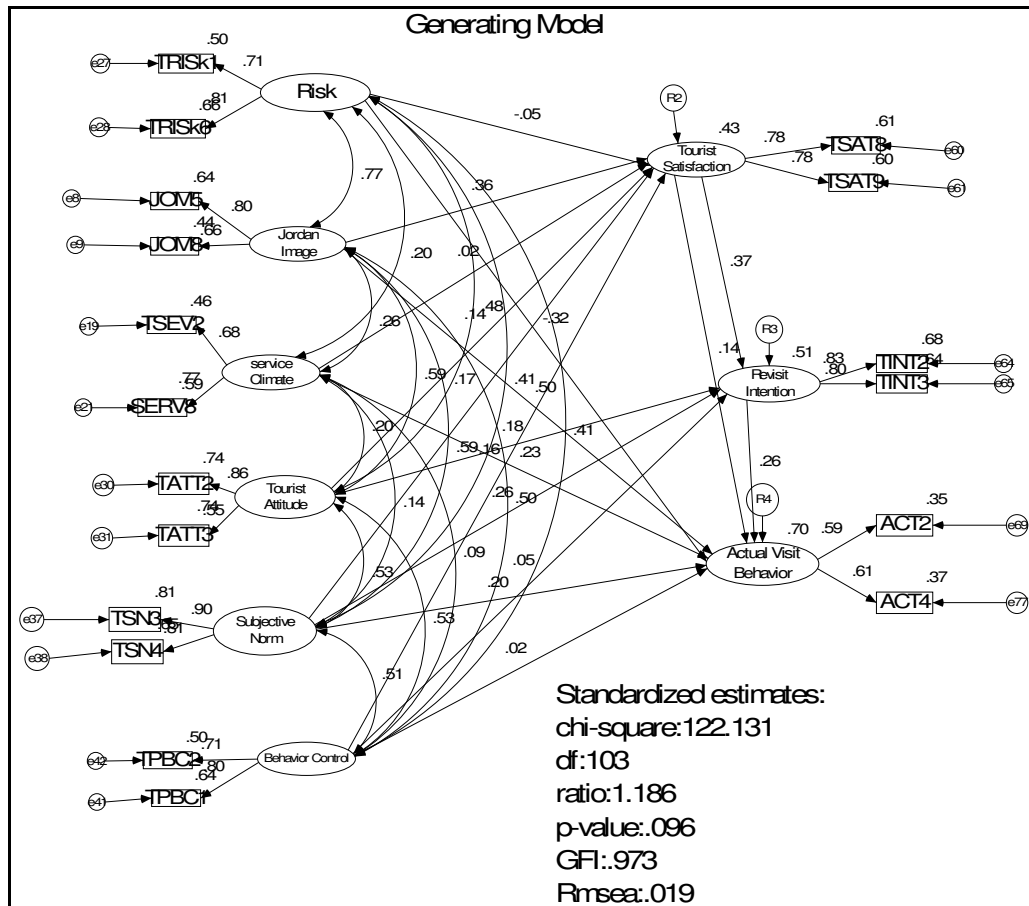 Generating Model
.50
e27
TRISk1
.71
Risk
.81
.66
e28
TRISk6
-.05
R2
.43
.78
.61
TSAT8
e60
Tourist
Satisfaction
.78
.60
TSAT9
e61
.77
.36
.64
e8
JOM5
.80
.44
.66
e9
JOM8
Jordan
Image
.20
.02
.37
.46
e19
TSEV2
.68
.26
.14
.48
-.32
.14
R3
service
Climate
.77
.59
e21
SERV8
.59
.17
.41
.50
.51
.83
.68
TINT2
e64
.80
.64
TINT3
e65
Revisit
Intention
.20
.18
.59
.16
.23
.41
.74
e30
TATT2
.86
Tourist
Attitude
.26
.74
.55
e31
TATT3
.14
.26
.50
R4
.35
.70
.59
ACT2
e69
Actual Visit
Behavior
.53
.09
.05
.20
.61
.37
ACT4
e77
.81
e37
TSN3
.90
Subjective
Norm
.81
e38
TSN4
.53
.02
.51
.50
e42
TPBC2
.71
Behavior Control
.80
.64
e41
TPBC1
Standardized estimates:
chi-square:122.131
df:103
ratio:1.186
p-value:.096
GFI:.973
Rmsea:.019